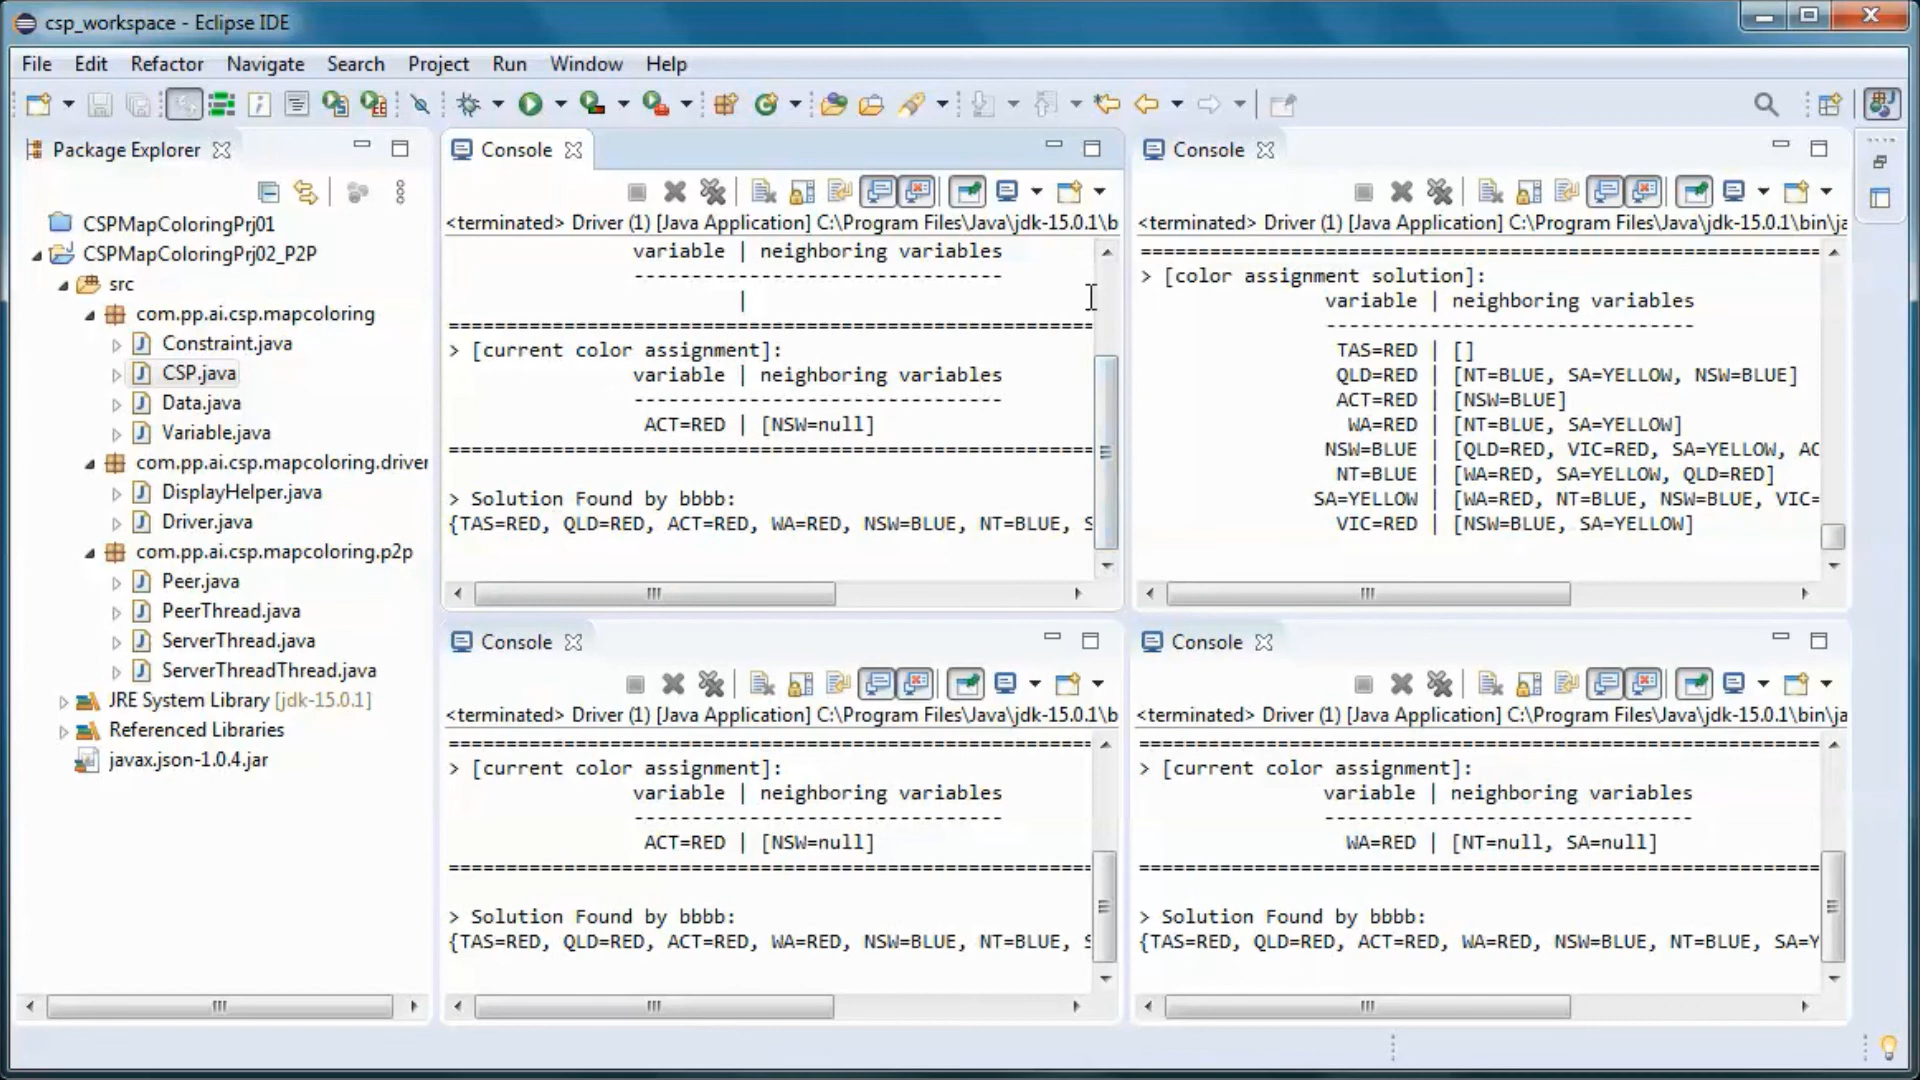 csp_workspace - Eclipse IDE
File Edit Refactor Navigate Search Project Run Window Help
Package Explorer
CSPMapColoringPrj01
CSPMapColoringPrj02_P2P
src
com.pp.ai.csp.mapcoloring
Constraint.java
CSP.java
Data.java
Variable.java
com.pp.ai.csp.mapcoloring.driver
DisplayHelper.java
Driver.java
com.pp.ai.csp.mapcoloring.p2p
Peer.java
PeerThread.java
ServerThread.java
ServerThreadThread.java
JRE System Library [jdk-15.0.1]
Referenced Libraries
javax.json-1.0.4.jar
Console
<terminated> Driver (1) [Java Application] C:\Program Files\Java\jdk-15.0.1\b
variable | neighboring variables
--------------------------------
|
========================================================
> [current color assignment]:
variable | neighboring variables
--------------------------------
ACT=RED | [NSW=null]
========================================================
> Solution Found by bbbb:
{TAS=RED, QLD=RED, ACT=RED, WA=RED, NSW=BLUE, NT=BLUE, S
Console
<terminated> Driver (1) [Java Application] C:\Program Files\Java\jdk-15.0.1\bin\ja
===========================================================
> [color assignment solution]:
variable | neighboring variables
--------------------------------
TAS=RED | []
QLD=RED | [NT=BLUE, SA=YELLOW, NSW=BLUE]
ACT=RED | [NSW=BLUE]
WA=RED | [NT=BLUE, SA=YELLOW]
NSW=BLUE | [QLD=RED, VIC=RED, SA=YELLOW, AC
NT=BLUE | [WA=RED, SA=YELLOW, QLD=RED]
SA=YELLOW | [WA=RED, NT=BLUE, NSW=BLUE, VIC=
VIC=RED | [NSW=BLUE, SA=YELLOW]
Console
<terminated> Driver (1) [Java Application] C:\Program Files\Java\jdk-15.0.1\b
========================================================
> [current color assignment]:
variable | neighboring variables
--------------------------------
ACT=RED | [NSW=null]
========================================================
> Solution Found by bbbb:
{TAS=RED, QLD=RED, ACT=RED, WA=RED, NSW=BLUE, NT=BLUE, S
Console
<terminated> Driver (1) [Java Application] C:\Program Files\Java\jdk-15.0.1\bin\ja
===========================================================
> [current color assignment]:
variable | neighboring variables
--------------------------------
WA=RED | [NT=null, SA=null]
===========================================================
> Solution Found by bbbb:
{TAS=RED, QLD=RED, ACT=RED, WA=RED, NSW=BLUE, NT=BLUE, SA=Y